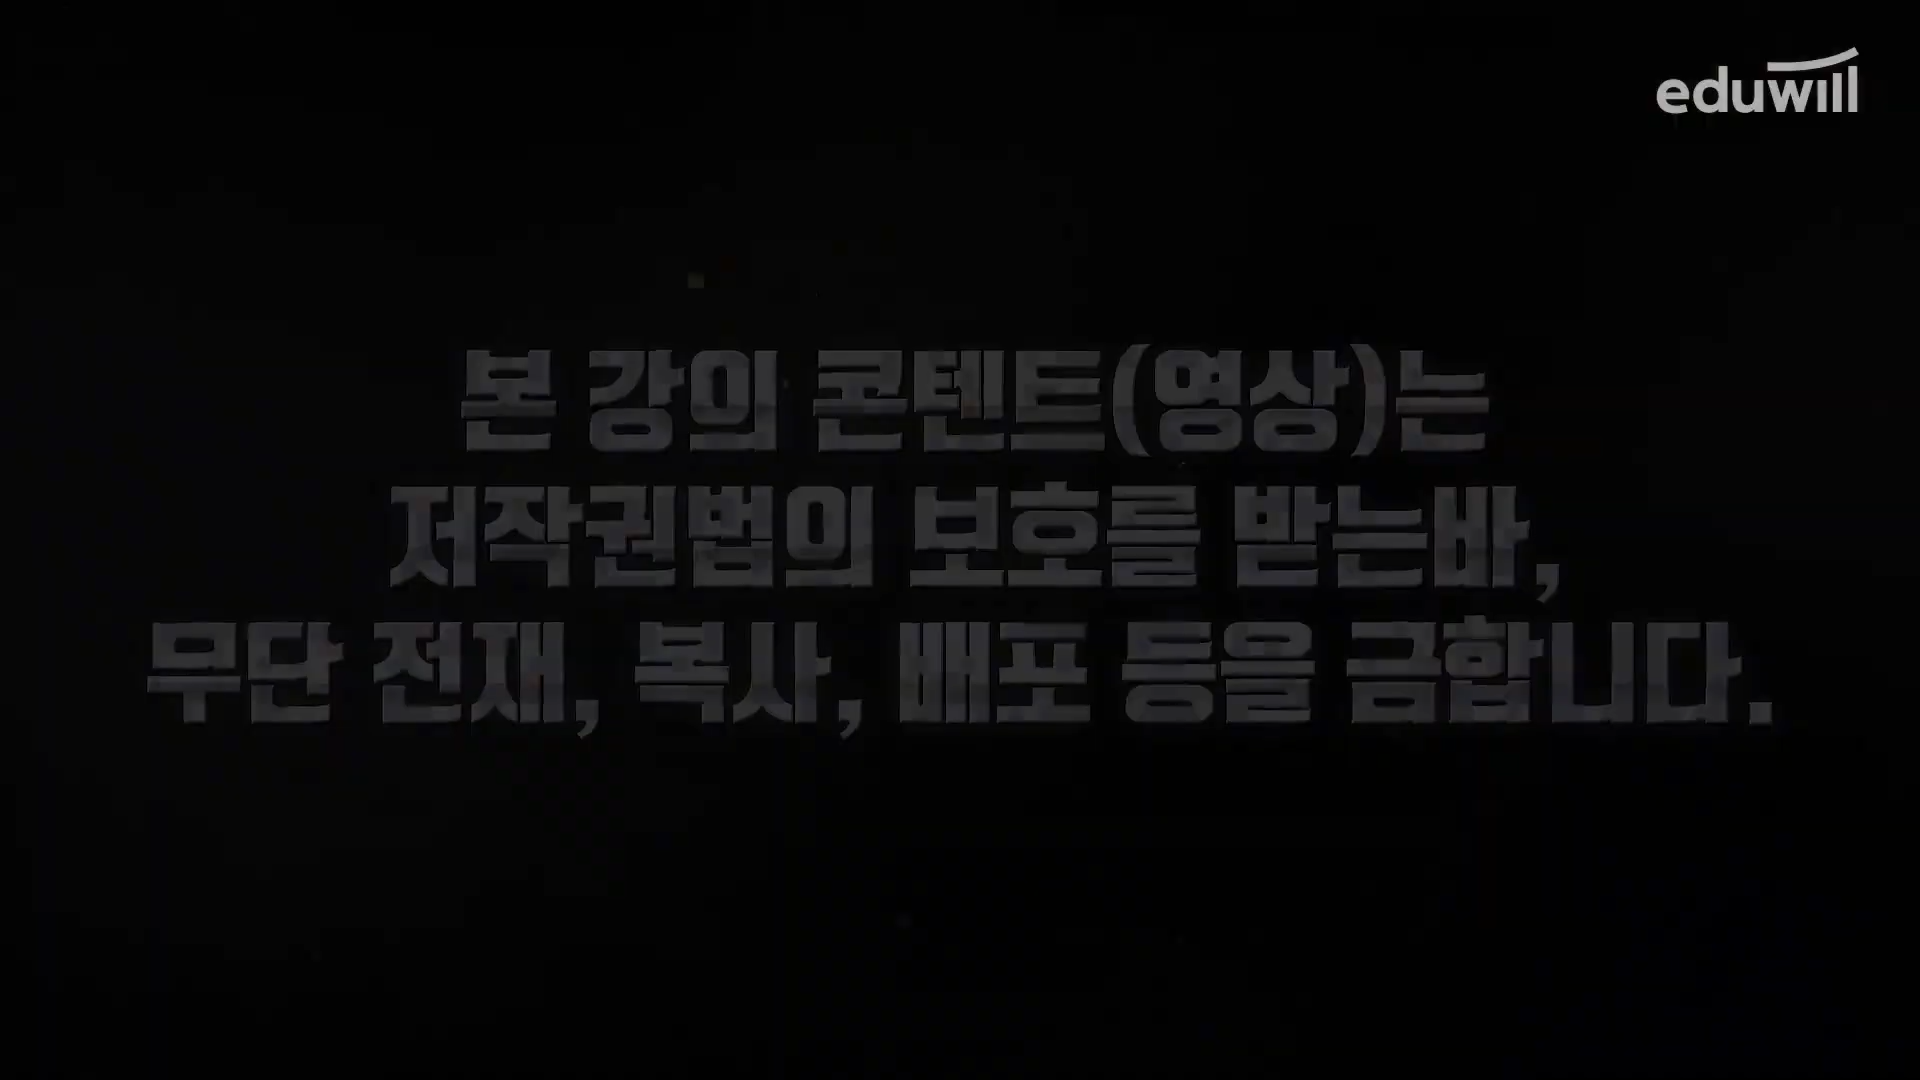 eduwill
본 강의 콘텐트(영상)는
저작권법의 보호를 받는바,
무단 전재, 복사, 배포 등을 금합니다.